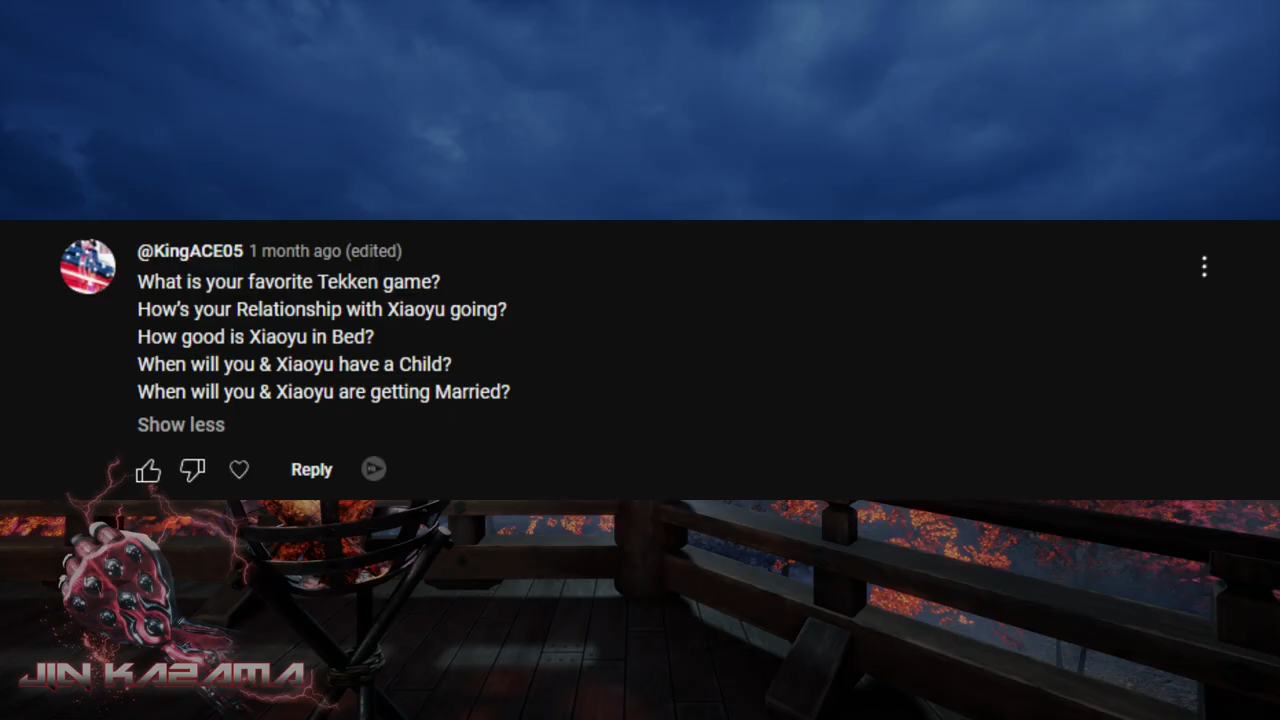 @KingACE05 1 month ago (edited)
What is your favorite Tekken game?
How's your Relationship with Xiaoyu going?
How good is Xiaoyu in Bed?
When will you & Xiaoyu have a Child?
When will you & Xiaoyu are getting Married?
Show less
Reply
JIN KAZAMA